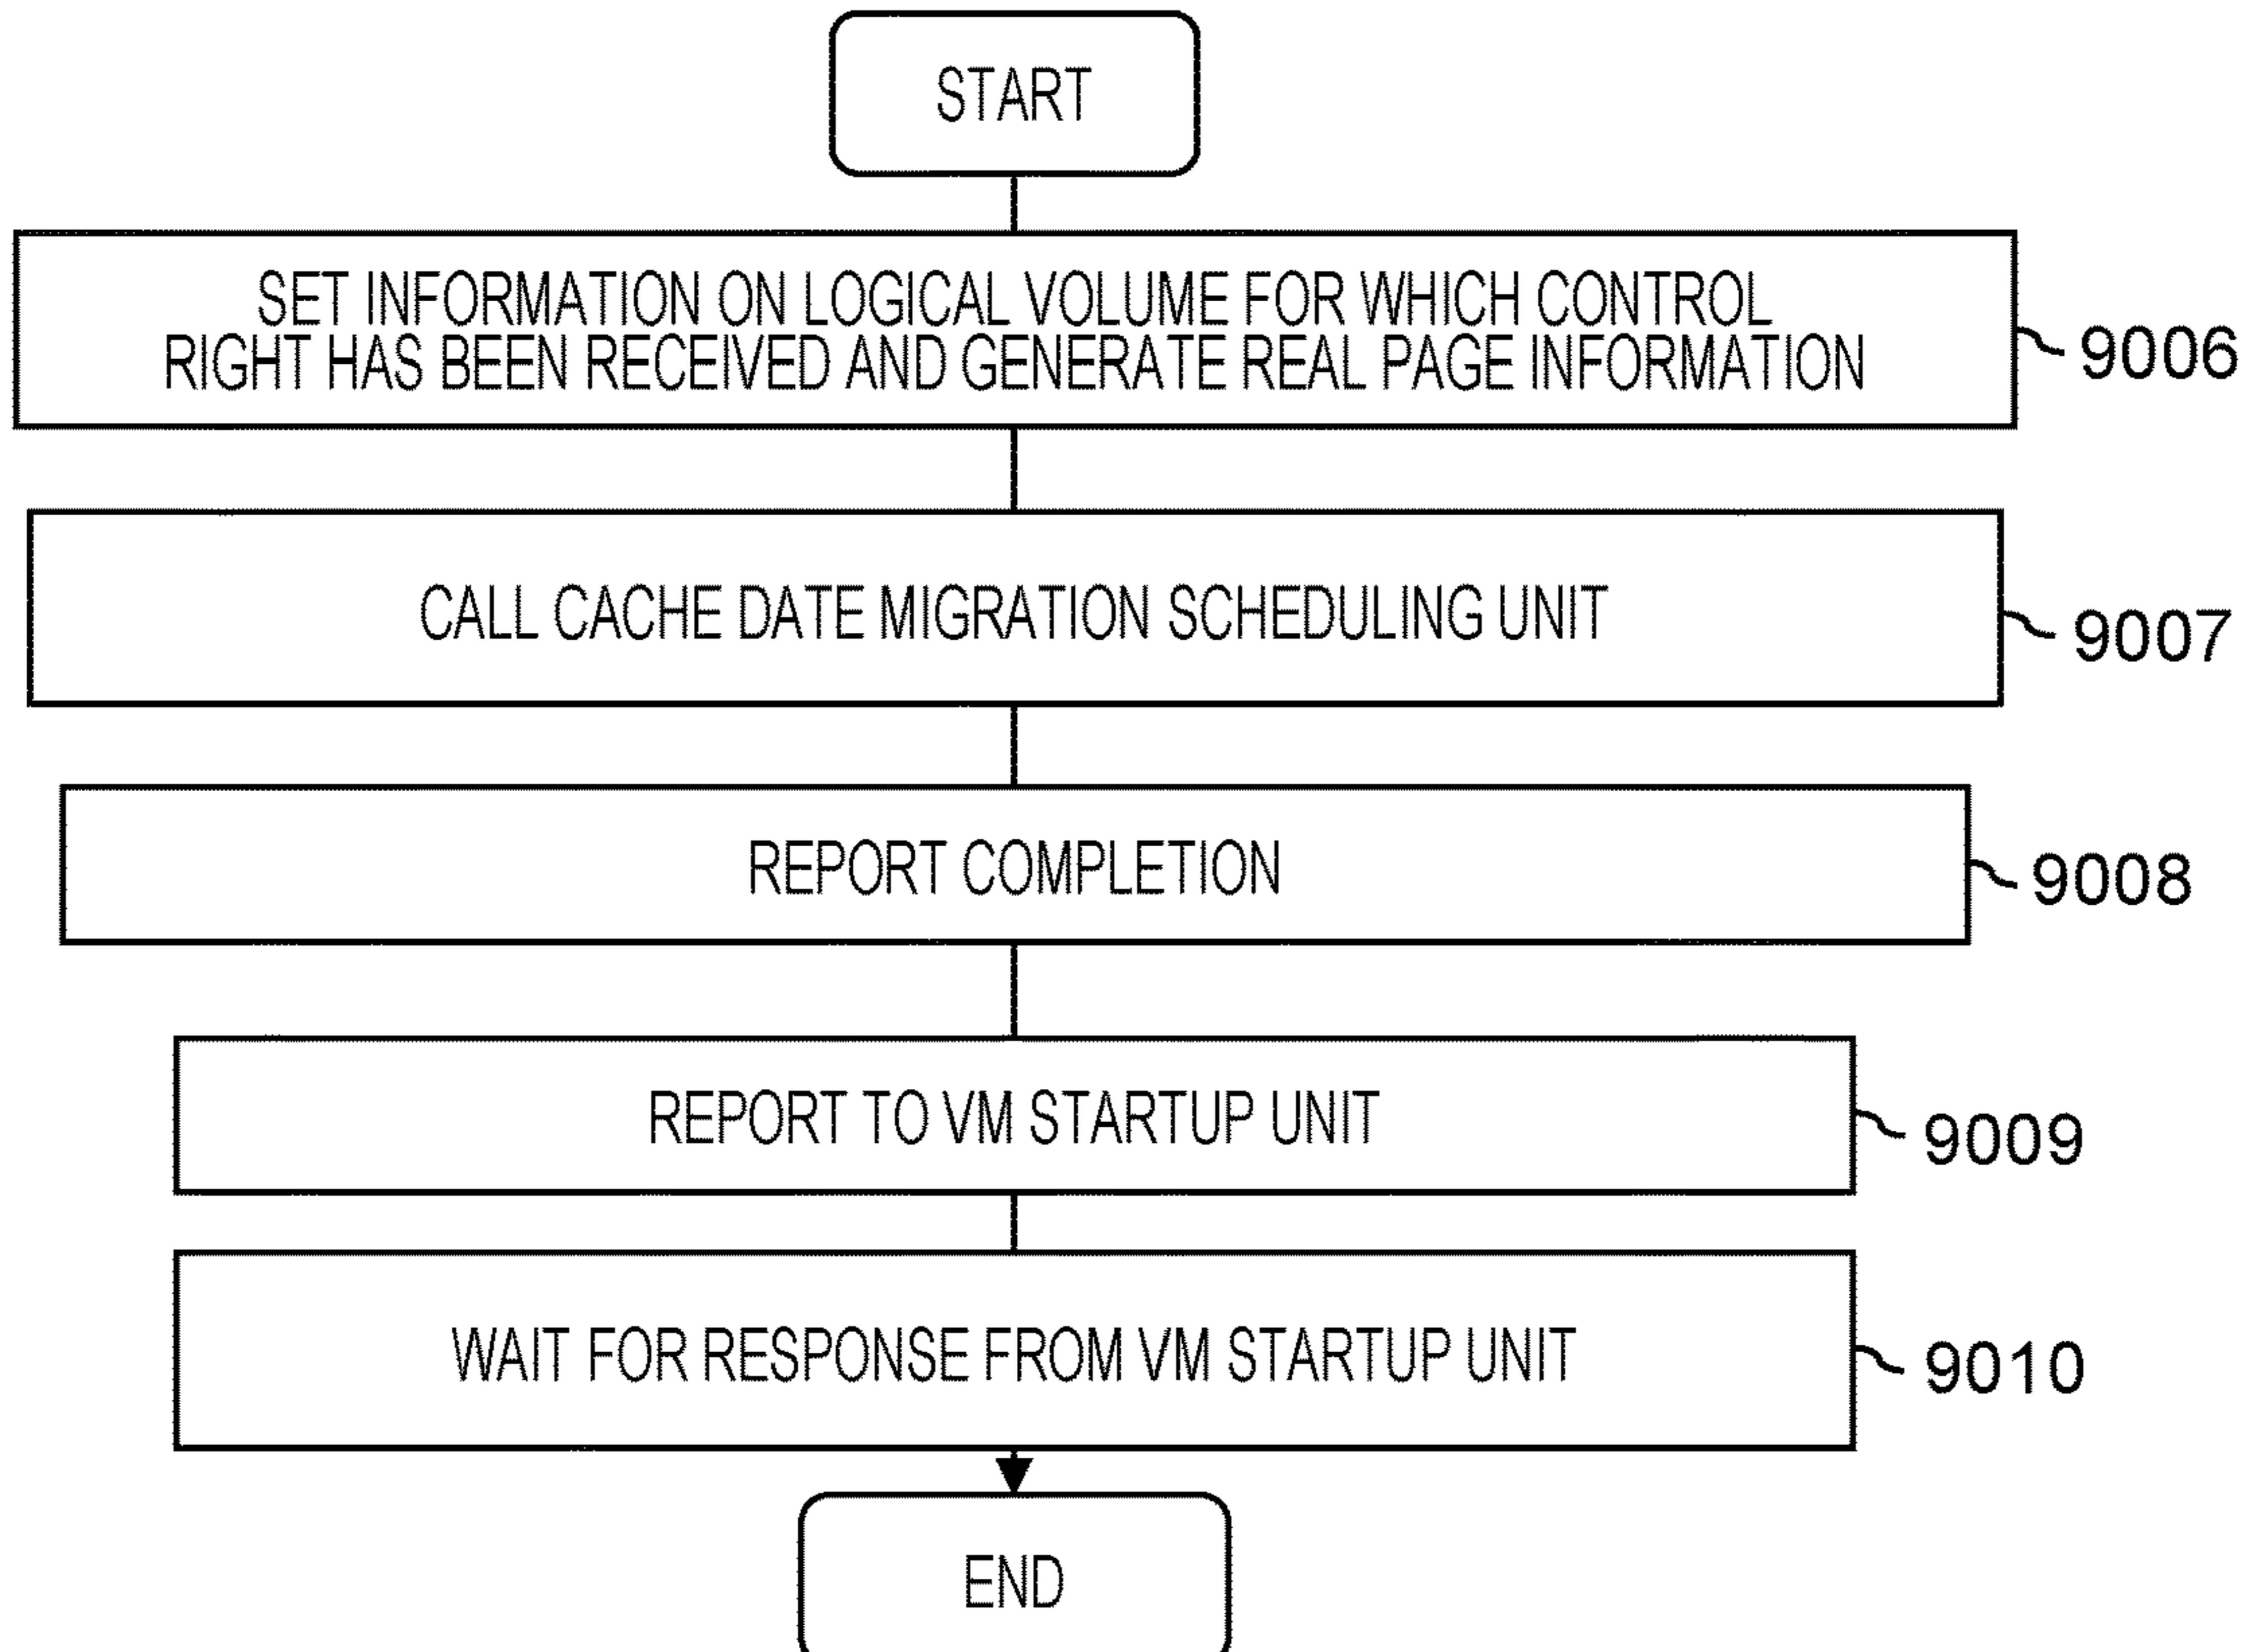 START
SET INFORMATION ON LOGICAL VOLUME FOR WHICH CONTROL
RIGHT HAS BEEN RECEIVED AND GENERATE REAL PAGE INFORMATION
9006
CALL CACHE DATE MIGRATION SCHEDULING UNIT
9007
REPORT COMPLETION
9008
REPORT TO VM STARTUP UNIT
9009
WAIT FOR RESPONSE FROM VM STARTUP UNIT
9010
END